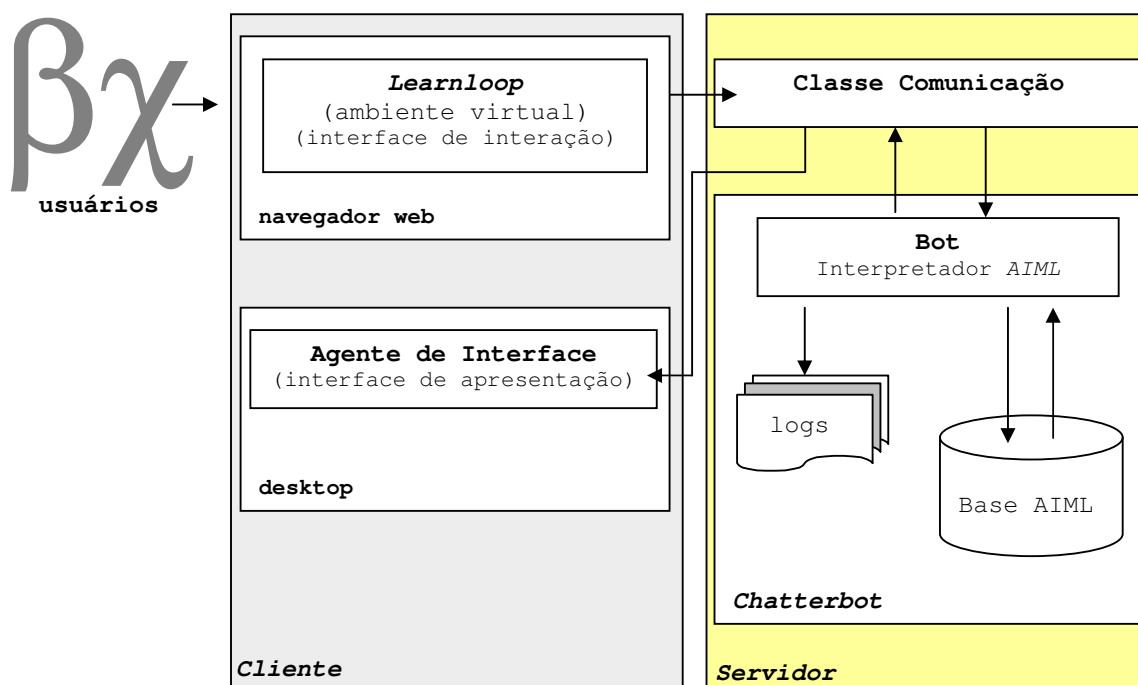 βχ
usuários
Learnloop
(ambiente virtual)
(interface de interação)
navegador web
Agente de Interface
(interface de apresentação)
desktop
Cliente
Classe Comunicação
Bot
Interpretador AIML
logs
Base AIML
Chatterbot
Servidor